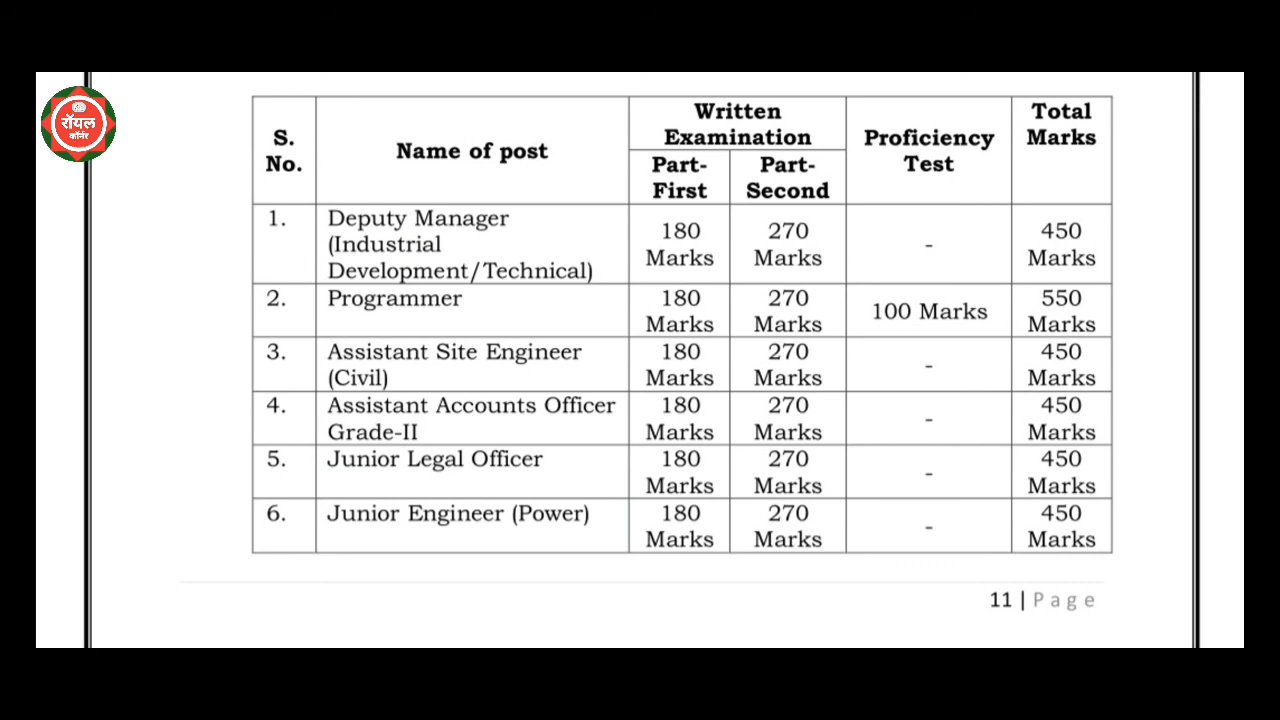 रॉयल
कॉर्नर
S. No. Name of post Written Examination Proficiency Test Total Marks
Part-First Part-Second
1. Deputy Manager (Industrial Development/Technical) 180 Marks 270 Marks - 450 Marks
2. Programmer 180 Marks 270 Marks 100 Marks 550 Marks
3. Assistant Site Engineer (Civil) 180 Marks 270 Marks - 450 Marks
4. Assistant Accounts Officer Grade-II 180 Marks 270 Marks - 450 Marks
5. Junior Legal Officer 180 Marks 270 Marks - 450 Marks
6. Junior Engineer (Power) 180 Marks 270 Marks - 450 Marks
11 | Page